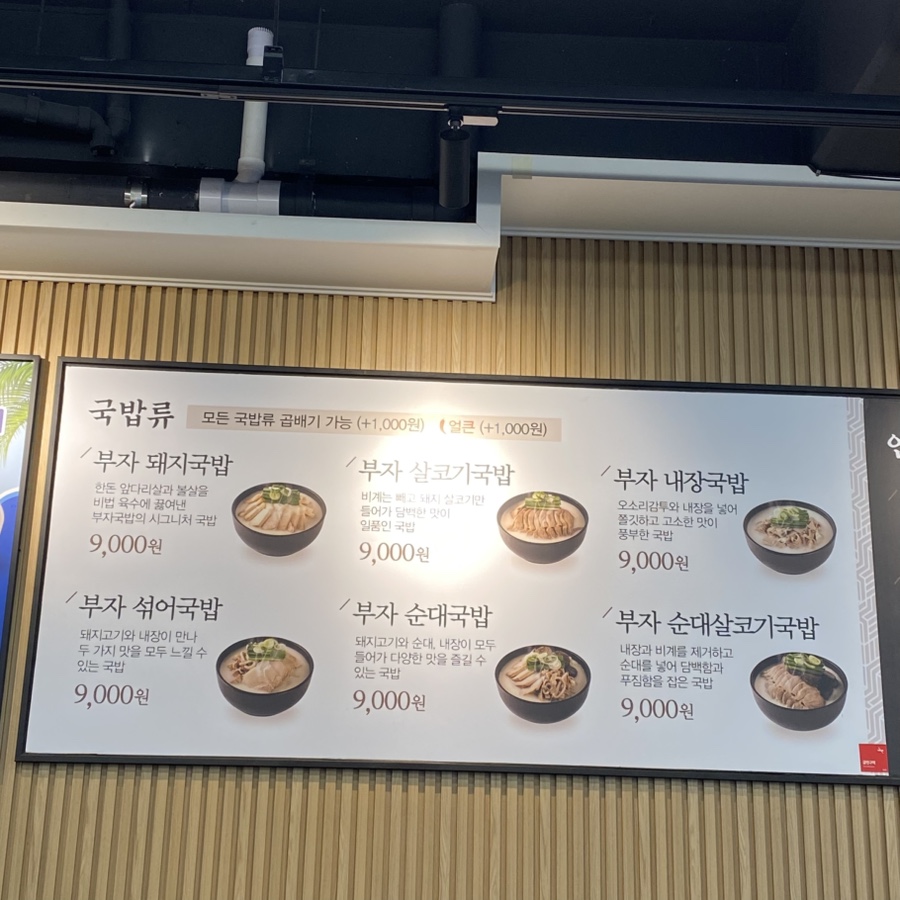 국밥류
모든 국밥류 곱배기 가능 (+1,000원) 얼큰 (+1,000원)
부자 돼지국밥
한돈 앞다리살과 볼살을
비법 육수에 끓여낸
부자국밥의 시그니처 국밥
9,000원
부자 살코기국밥
비계는 빼고 돼지 살코기만
들어가 담백한 맛이
일품인 국밥
9,000원
부자 내장국밥
오소리감투와 내장을 넣어
쫄깃하고 고소한 맛이
풍부한 국밥
9,000원
부자 섞어국밥
돼지고기와 내장이 만나
두 가지 맛을 모두 느낄 수
있는 국밥
9,000원
부자 순대국밥
돼지고기와 순대, 내장이 모두
들어가 다양한 맛을 즐길 수
있는 국밥
9,000원
부자 순대살코기국밥
내장과 비계를 제거하고
순대를 넣어 담백함과
푸짐함을 잡은 국밥
9,000원